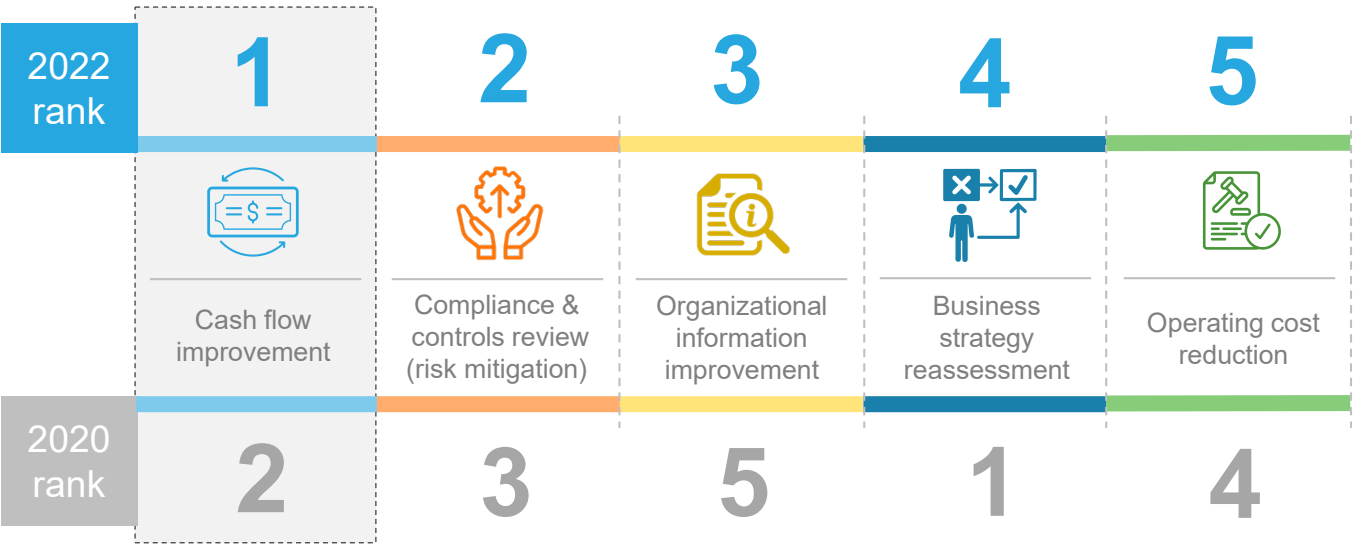 2022
rank
1
2
3
4
5
$
i
Cash flow
improvement
Compliance &
controls review
(risk mitigation)
Organizational
information
improvement
Business
strategy
reassessment
Operating cost
reduction
2020
rank
2
3
5
1
4